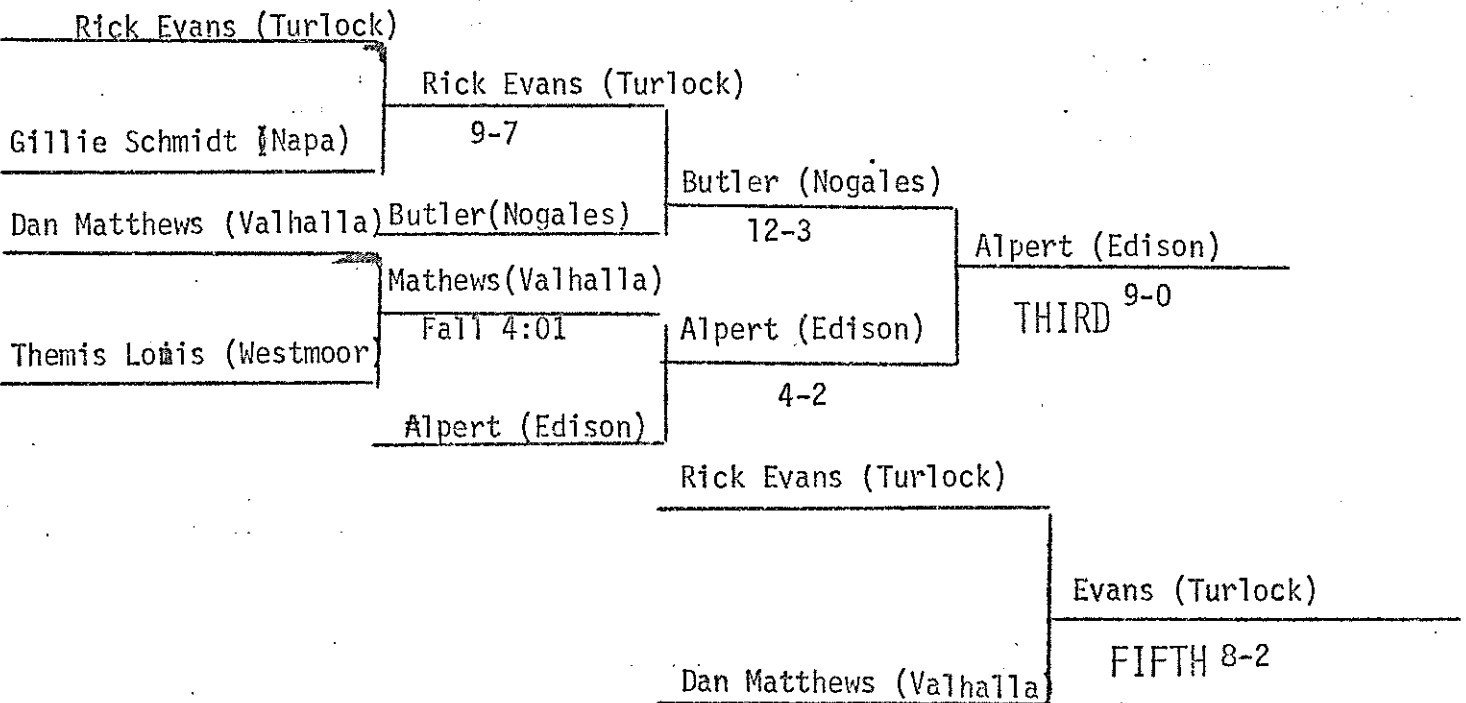 Rick Evans (Turlock)
Rick Evans (Turlock)
9-7
Gillie Schmidt (Napa)
Butler (Nogales)
12-3
Dan Matthews (Valhalla)
Butler(Nogales)
Alpert (Edison)
THIRD 9-0
Mathews(Valhalla)
Fall 4:01
Alpert (Edison)
4-2
Themis Lomis (Westmoor)
Alpert (Edison)
Rick Evans (Turlock)
Evans (Turlock)
FIFTH 8-2
Dan Matthews (Valhalla)